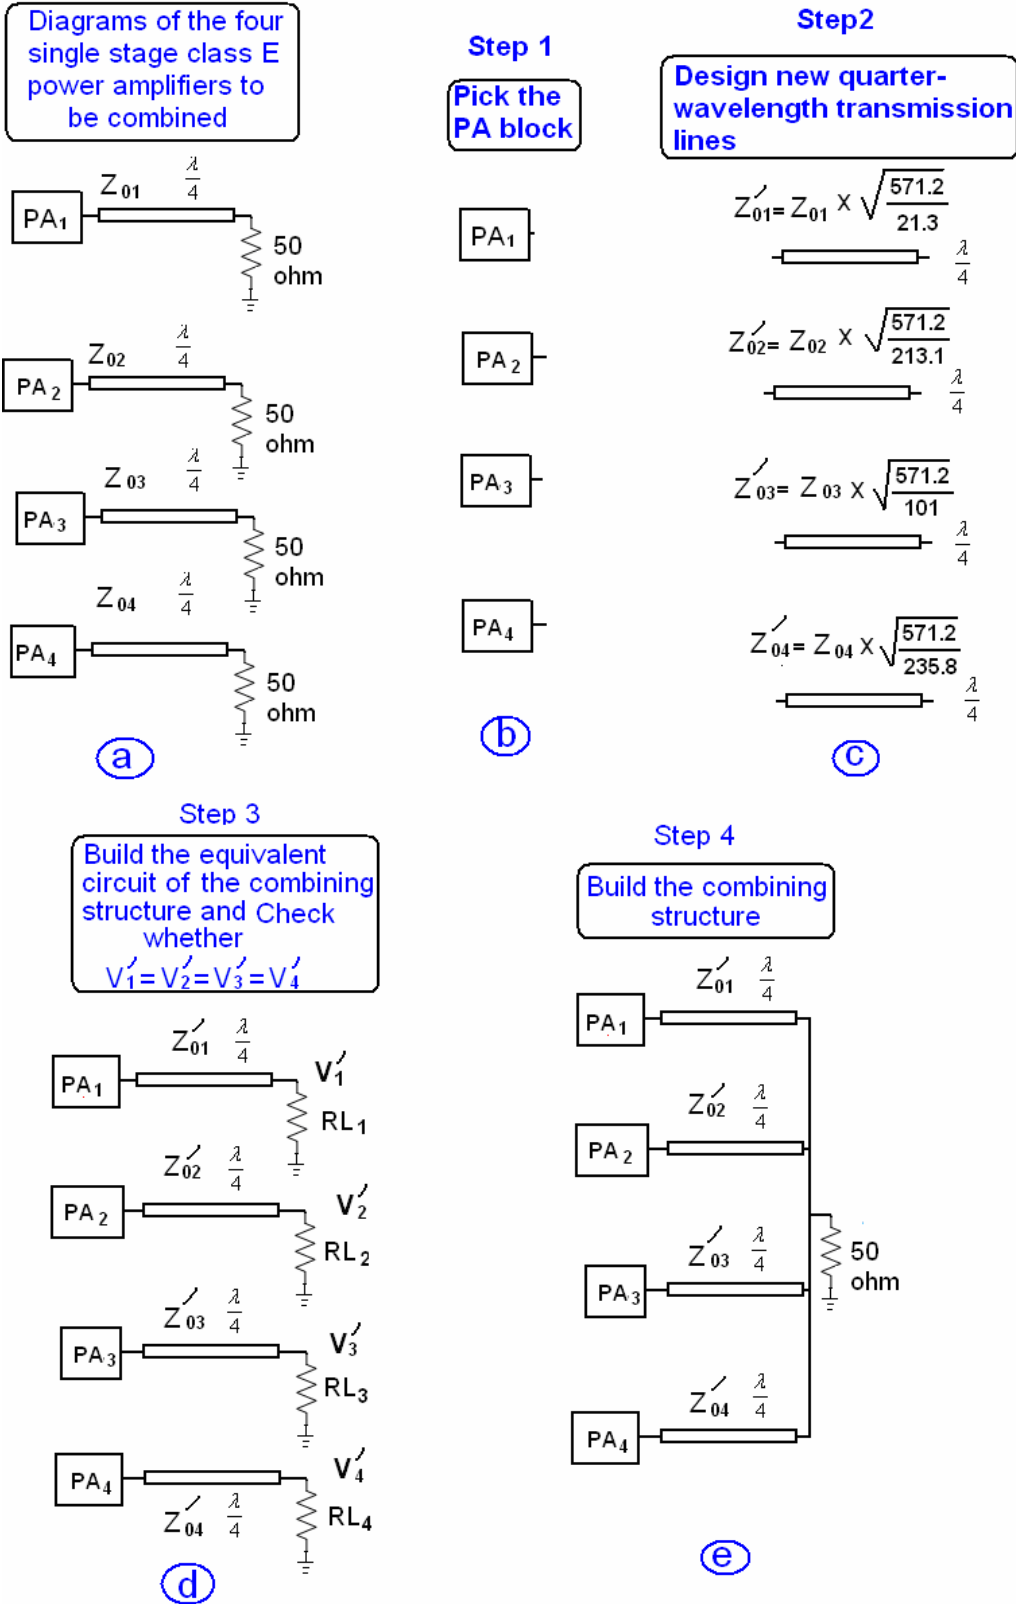 Diagrams of the four
single stage class E
power amplifiers to
be combined
Z01 λ/4
PA1
50
ohm
Z02 λ/4
PA2
50
ohm
Z03 λ/4
PA3
50
ohm
Z04 λ/4
PA4
50
ohm
a
Step 1
Pick the
PA block
PA1
PA2
PA3
PA4
b
Step2
Design new quarter-
wavelength transmission
lines
Z′01= Z01 X √(571.2/21.3)
λ/4
Z′02= Z02 X √(571.2/213.1)
λ/4
Z′03= Z03 X √(571.2/101)
λ/4
Z′04= Z04 X √(571.2/235.8)
λ/4
c
Step 3
Build the equivalent
circuit of the combining
structure and Check
whether
V′1=V′2=V′3=V′4
Z′01 λ/4
PA1
V′1
RL1
Z′02 λ/4
PA2
V′2
RL2
Z′03 λ/4
PA3
V′3
RL3
PA4
V′4
Z′04 λ/4
RL4
d
Step 4
Build the combining
structure
Z′01 λ/4
PA1
Z′02 λ/4
PA2
Z′03 λ/4
PA3
50
ohm
Z′04 λ/4
PA4
e